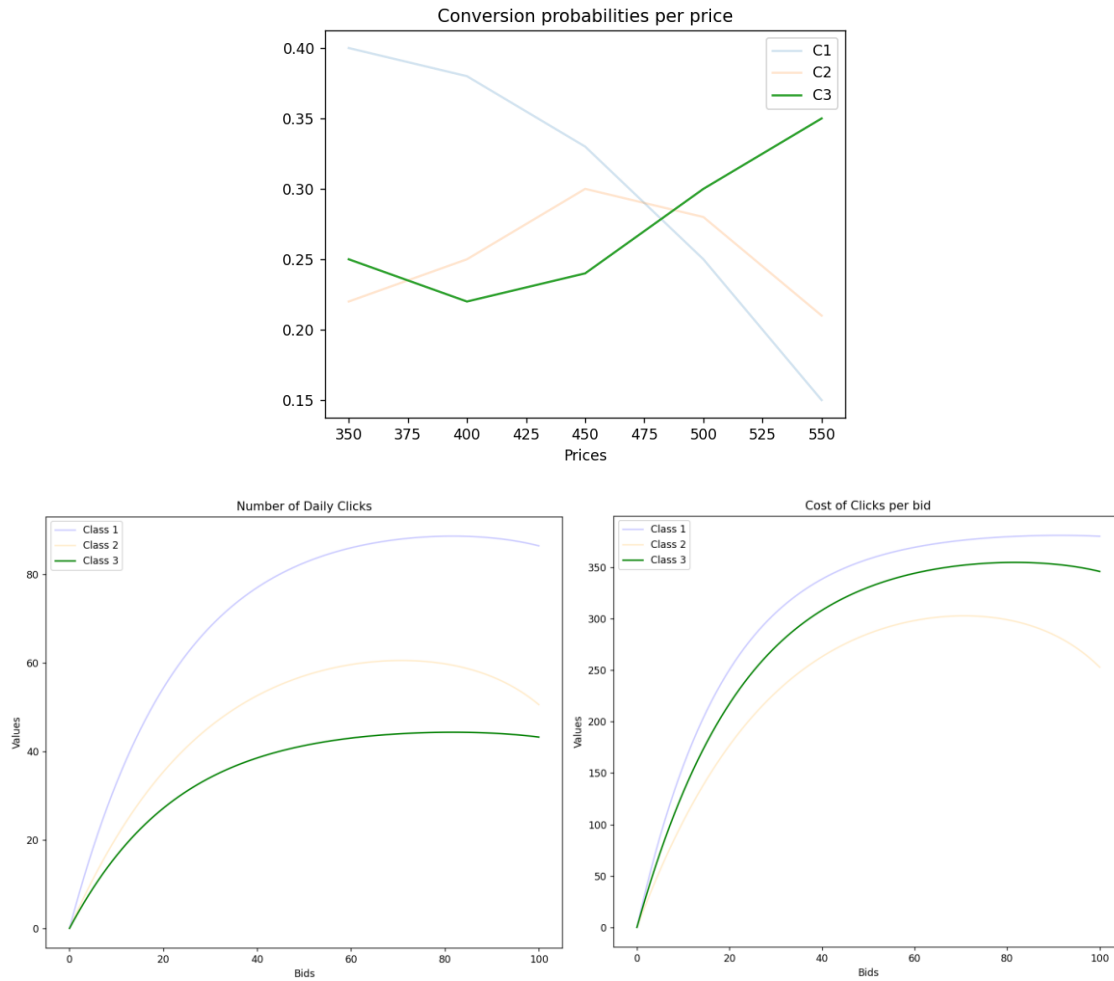 Conversion probabilities per price
0.40
0.35
0.30
0.25
0.20
0.15
C1
C2
C3
350 375 400 425 450 475 500 525 550
Prices
Number of Daily Clicks
Class 1
Class 2
Class 3
Values
80
60
40
20
0
0 20 40 60 80 100
Bids
Cost of Clicks per bid
Class 1
Class 2
Class 3
Values
350
300
250
200
150
100
50
0
0 20 40 60 80 100
Bids